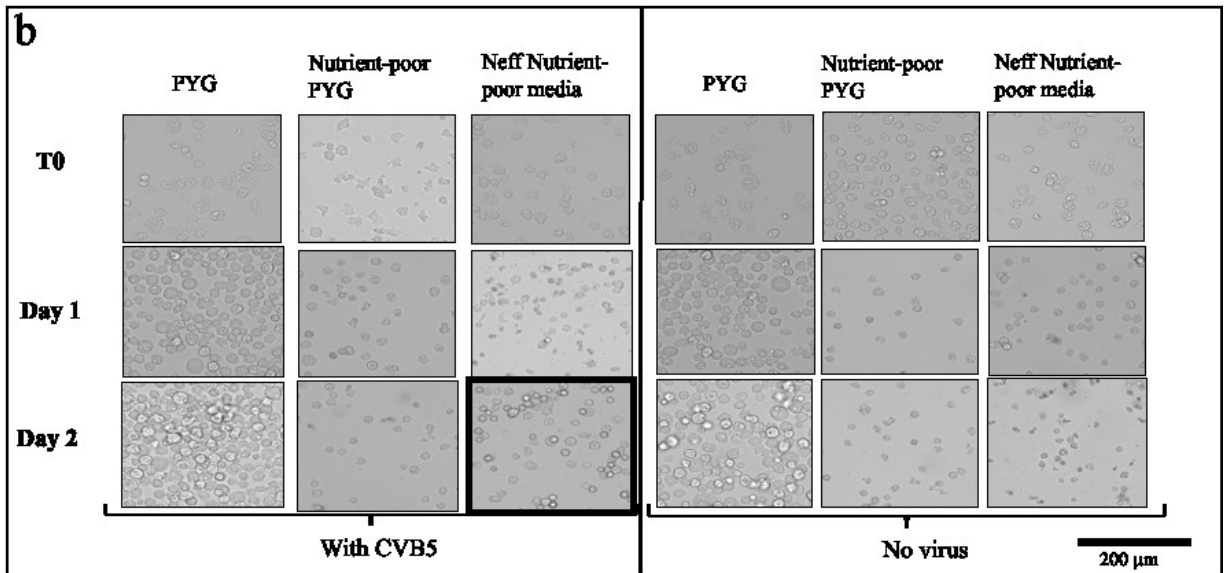 b
PYG
Nutrient-poor
PYG
Neff Nutrient-
poor media
PYG
Nutrient-poor
PYG
Neff Nutrient-
poor media
T0
Day 1
Day 2
With CVB5
No virus
200 μm